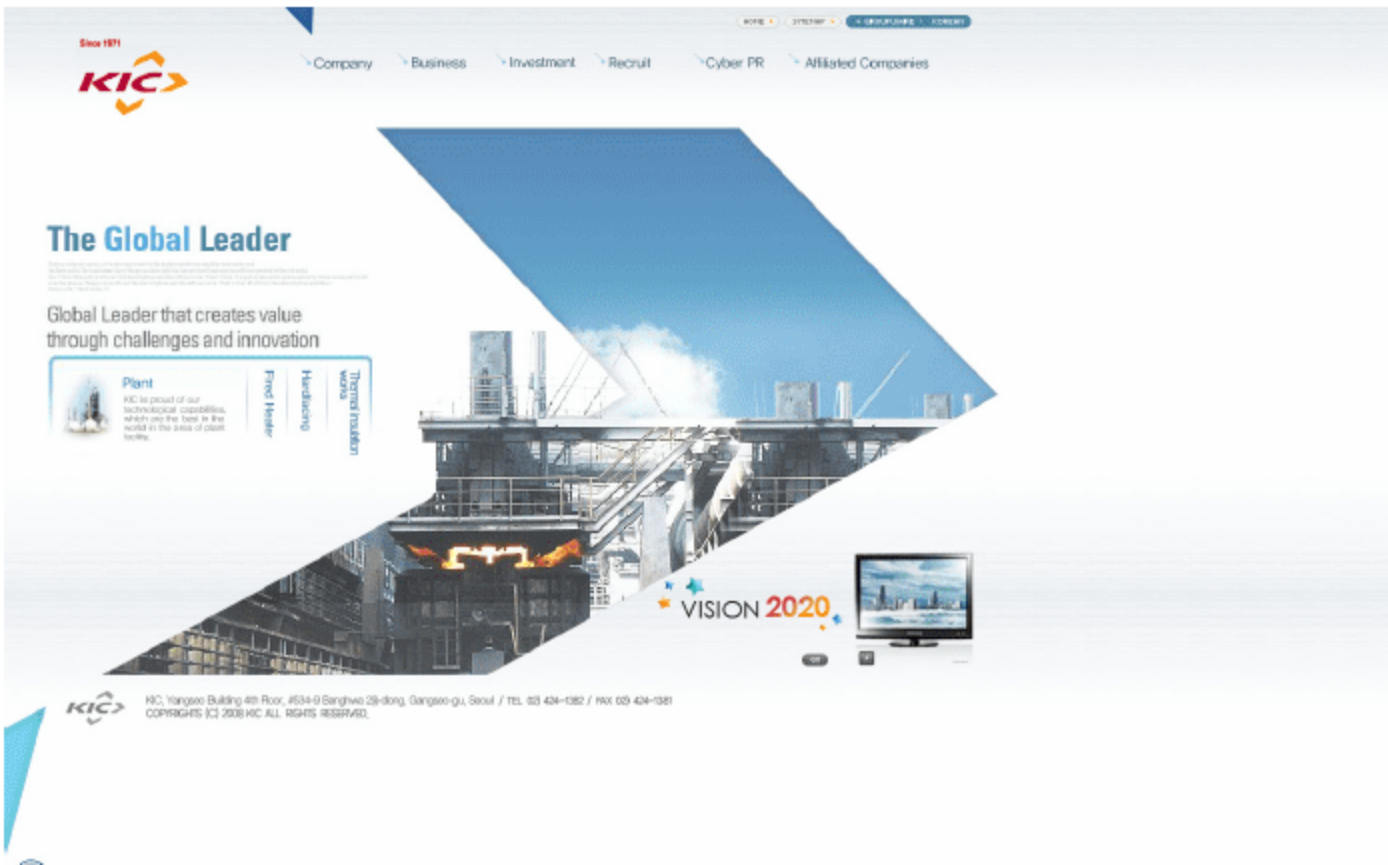 HOME SITEMAP GROUPWARE KOREAN
Since 1971
KIC
Company Business Investment Recruit Cyber PR Affiliated Companies
The Global Leader
Global Leader that creates value
through challenges and innovation
Plant
KIC is proud of our
technological capabilities,
which are the best in the
world in the area of plant
facility.
Fired Heater
Hardfacing
Thermal insulation
works
VISION 2020
KIC
KIC, Yangseo Building 4th Floor, #534-9 Banghwa 2(i)-dong, Gangseo-gu, Seoul / TEL 02) 424-1382 / FAX 02) 424-1381
COPYRIGHTS (C) 2008 KIC ALL RIGHTS RESERVED.